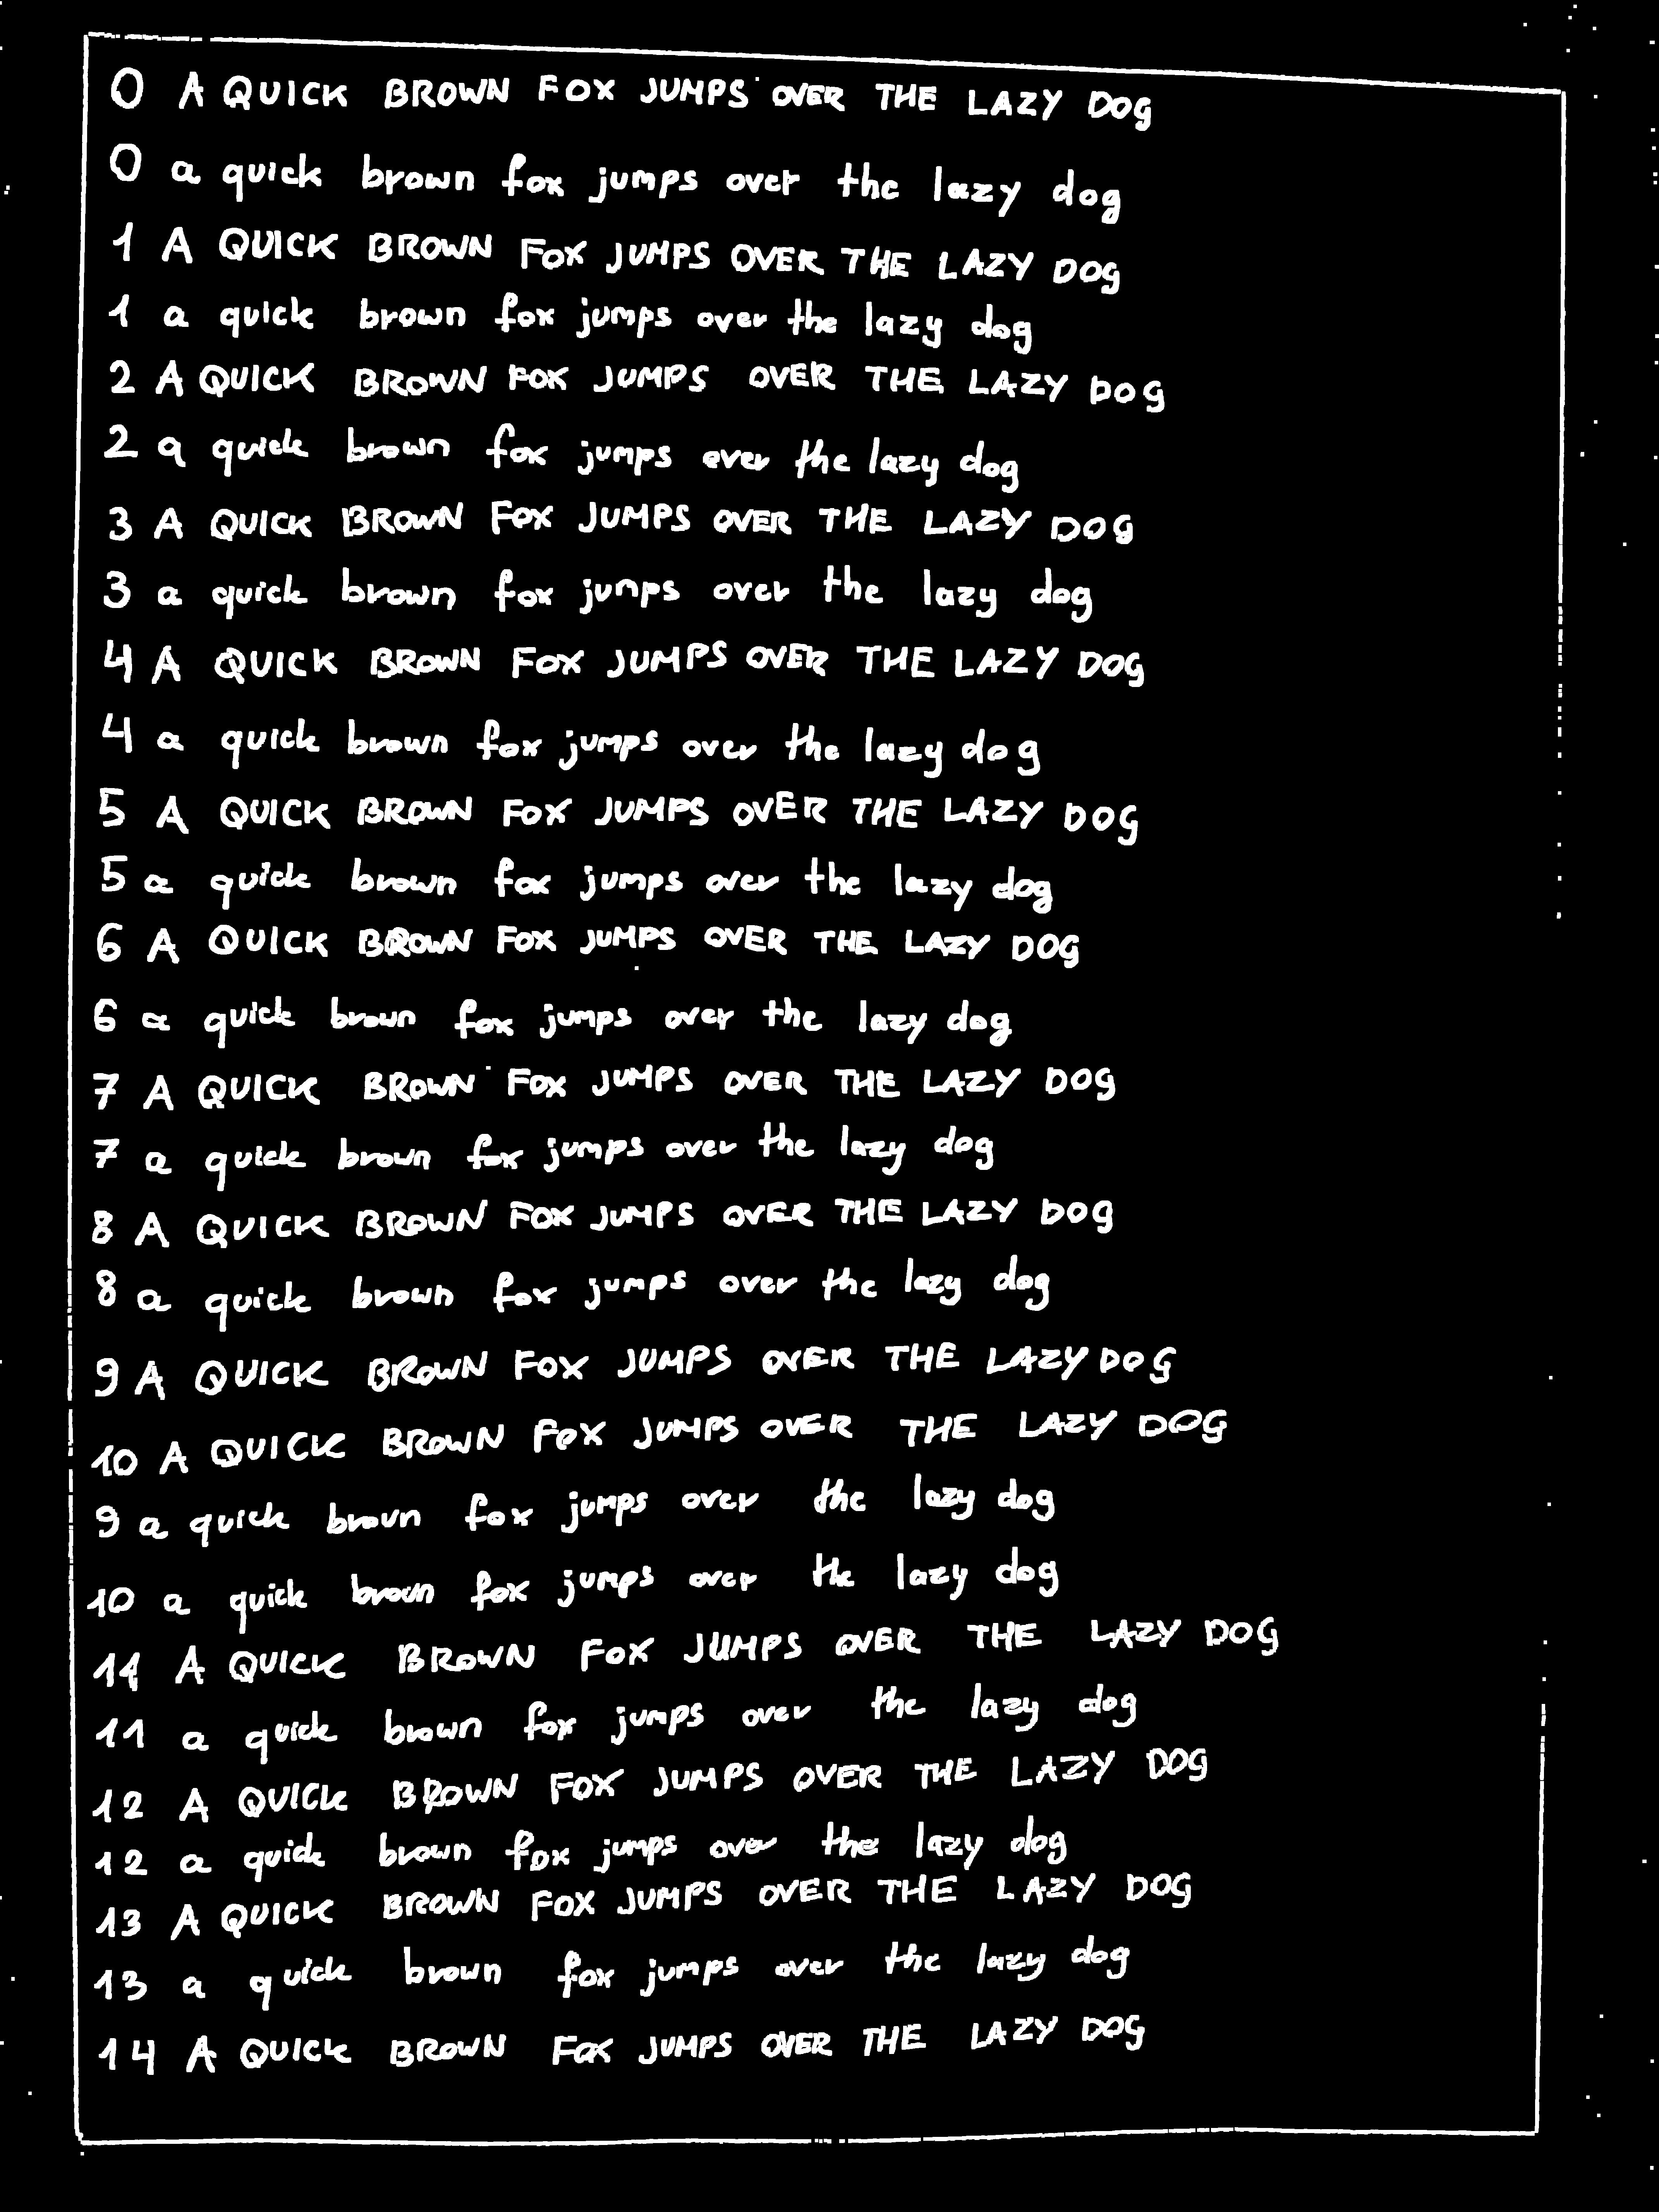 0 A QUICK BROWN FOX JUMPS OVER THE LAZY DOG
0 a quick brown fox jumps over the lazy dog
1 A QUICK BROWN FOX JUMPS OVER THE LAZY DOG
1 a quick brown fox jumps over the lazy dog
2 A QUICK BROWN FOX JUMPS OVER THE LAZY DOG
2 a quick brown fox jumps over the lazy dog
3 A QUICK BROWN FOX JUMPS OVER THE LAZY DOG
3 a quick brown fox jumps over the lazy dog
4 A QUICK BROWN FOX JUMPS OVER THE LAZY DOG
4 a quick brown fox jumps over the lazy dog
5 A QUICK BROWN FOX JUMPS OVER THE LAZY DOG
5 a quick brown fox jumps over the lazy dog
6 A QUICK BROWN FOX JUMPS OVER THE LAZY DOG
6 a quick brown fox jumps over the lazy dog
7 A QUICK BROWN FOX JUMPS OVER THE LAZY DOG
7 a quick brown fox jumps over the lazy dog
8 A QUICK BROWN FOX JUMPS OVER THE LAZY DOG
8 a quick brown fox jumps over the lazy dog
9 A QUICK BROWN FOX JUMPS OVER THE LAZY DOG
10 A QUICK BROWN FOX JUMPS OVER THE LAZY DOG
9 a quick brown fox jumps over the lazy dog
10 a quick brown fox jumps over the lazy dog
11 A QUICK BROWN FOX JUMPS OVER THE LAZY DOG
11 a quick brown fox jumps over the lazy dog
12 A QUICK BROWN FOX JUMPS OVER THE LAZY DOG
12 a quick brown fox jumps over the lazy dog
13 A QUICK BROWN FOX JUMPS OVER THE LAZY DOG
13 a quick brown fox jumps over the lazy dog
14 A QUICK BROWN FOX JUMPS OVER THE LAZY DOG